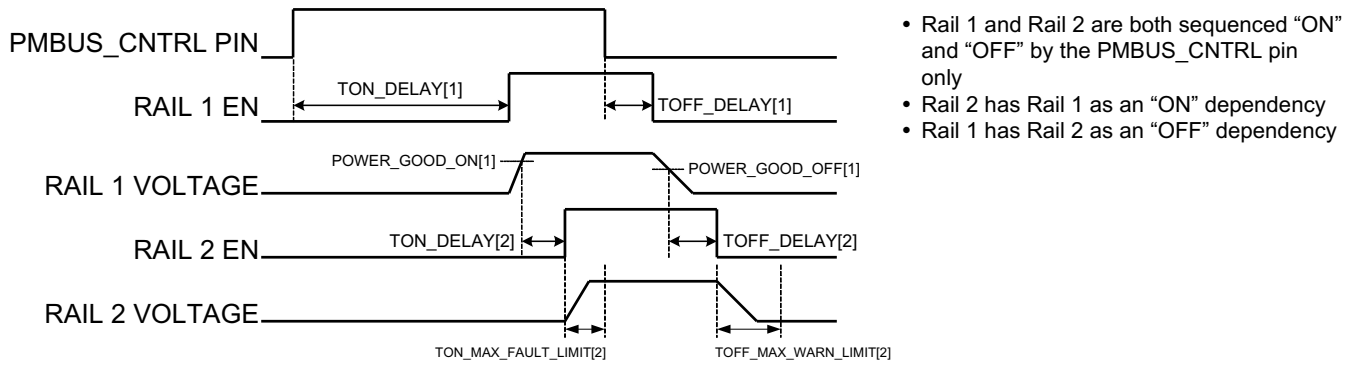 PMBUS_CNTRL PIN
TON_DELAY[1]
RAIL 1 EN
TOFF_DELAY[1]
POWER_GOOD_ON[1]
POWER_GOOD_OFF[1]
RAIL 1 VOLTAGE
TON_DELAY[2]
TOFF_DELAY[2]
RAIL 2 EN
RAIL 2 VOLTAGE
TON_MAX_FAULT_LIMIT[2]
TOFF_MAX_WARN_LIMIT[2]
• Rail 1 and Rail 2 are both sequenced “ON”
and “OFF” by the PMBUS_CNTRL pin
only
• Rail 2 has Rail 1 as an “ON” dependency
• Rail 1 has Rail 2 as an “OFF” dependency